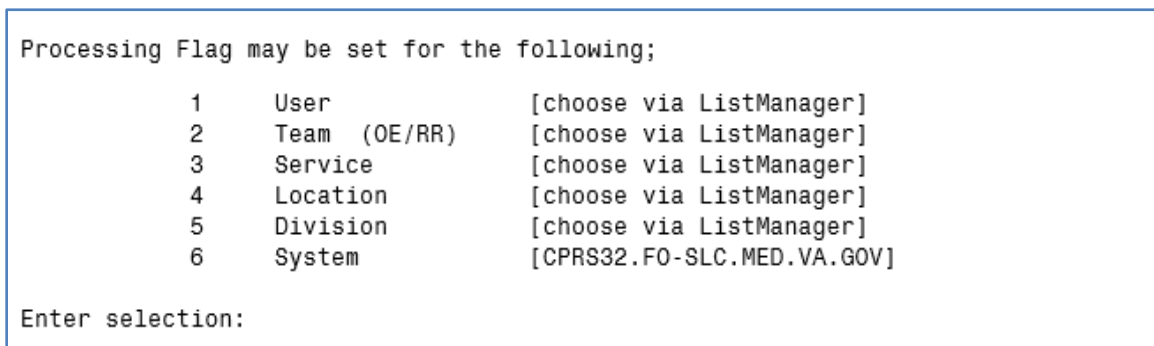 Processing Flag may be set for the following;
1 User [choose via ListManager]
2 Team (OE/RR) [choose via ListManager]
3 Service [choose via ListManager]
4 Location [choose via ListManager]
5 Division [choose via ListManager]
6 System [CPRS32.FO-SLC.MED.VA.GOV]
Enter selection: